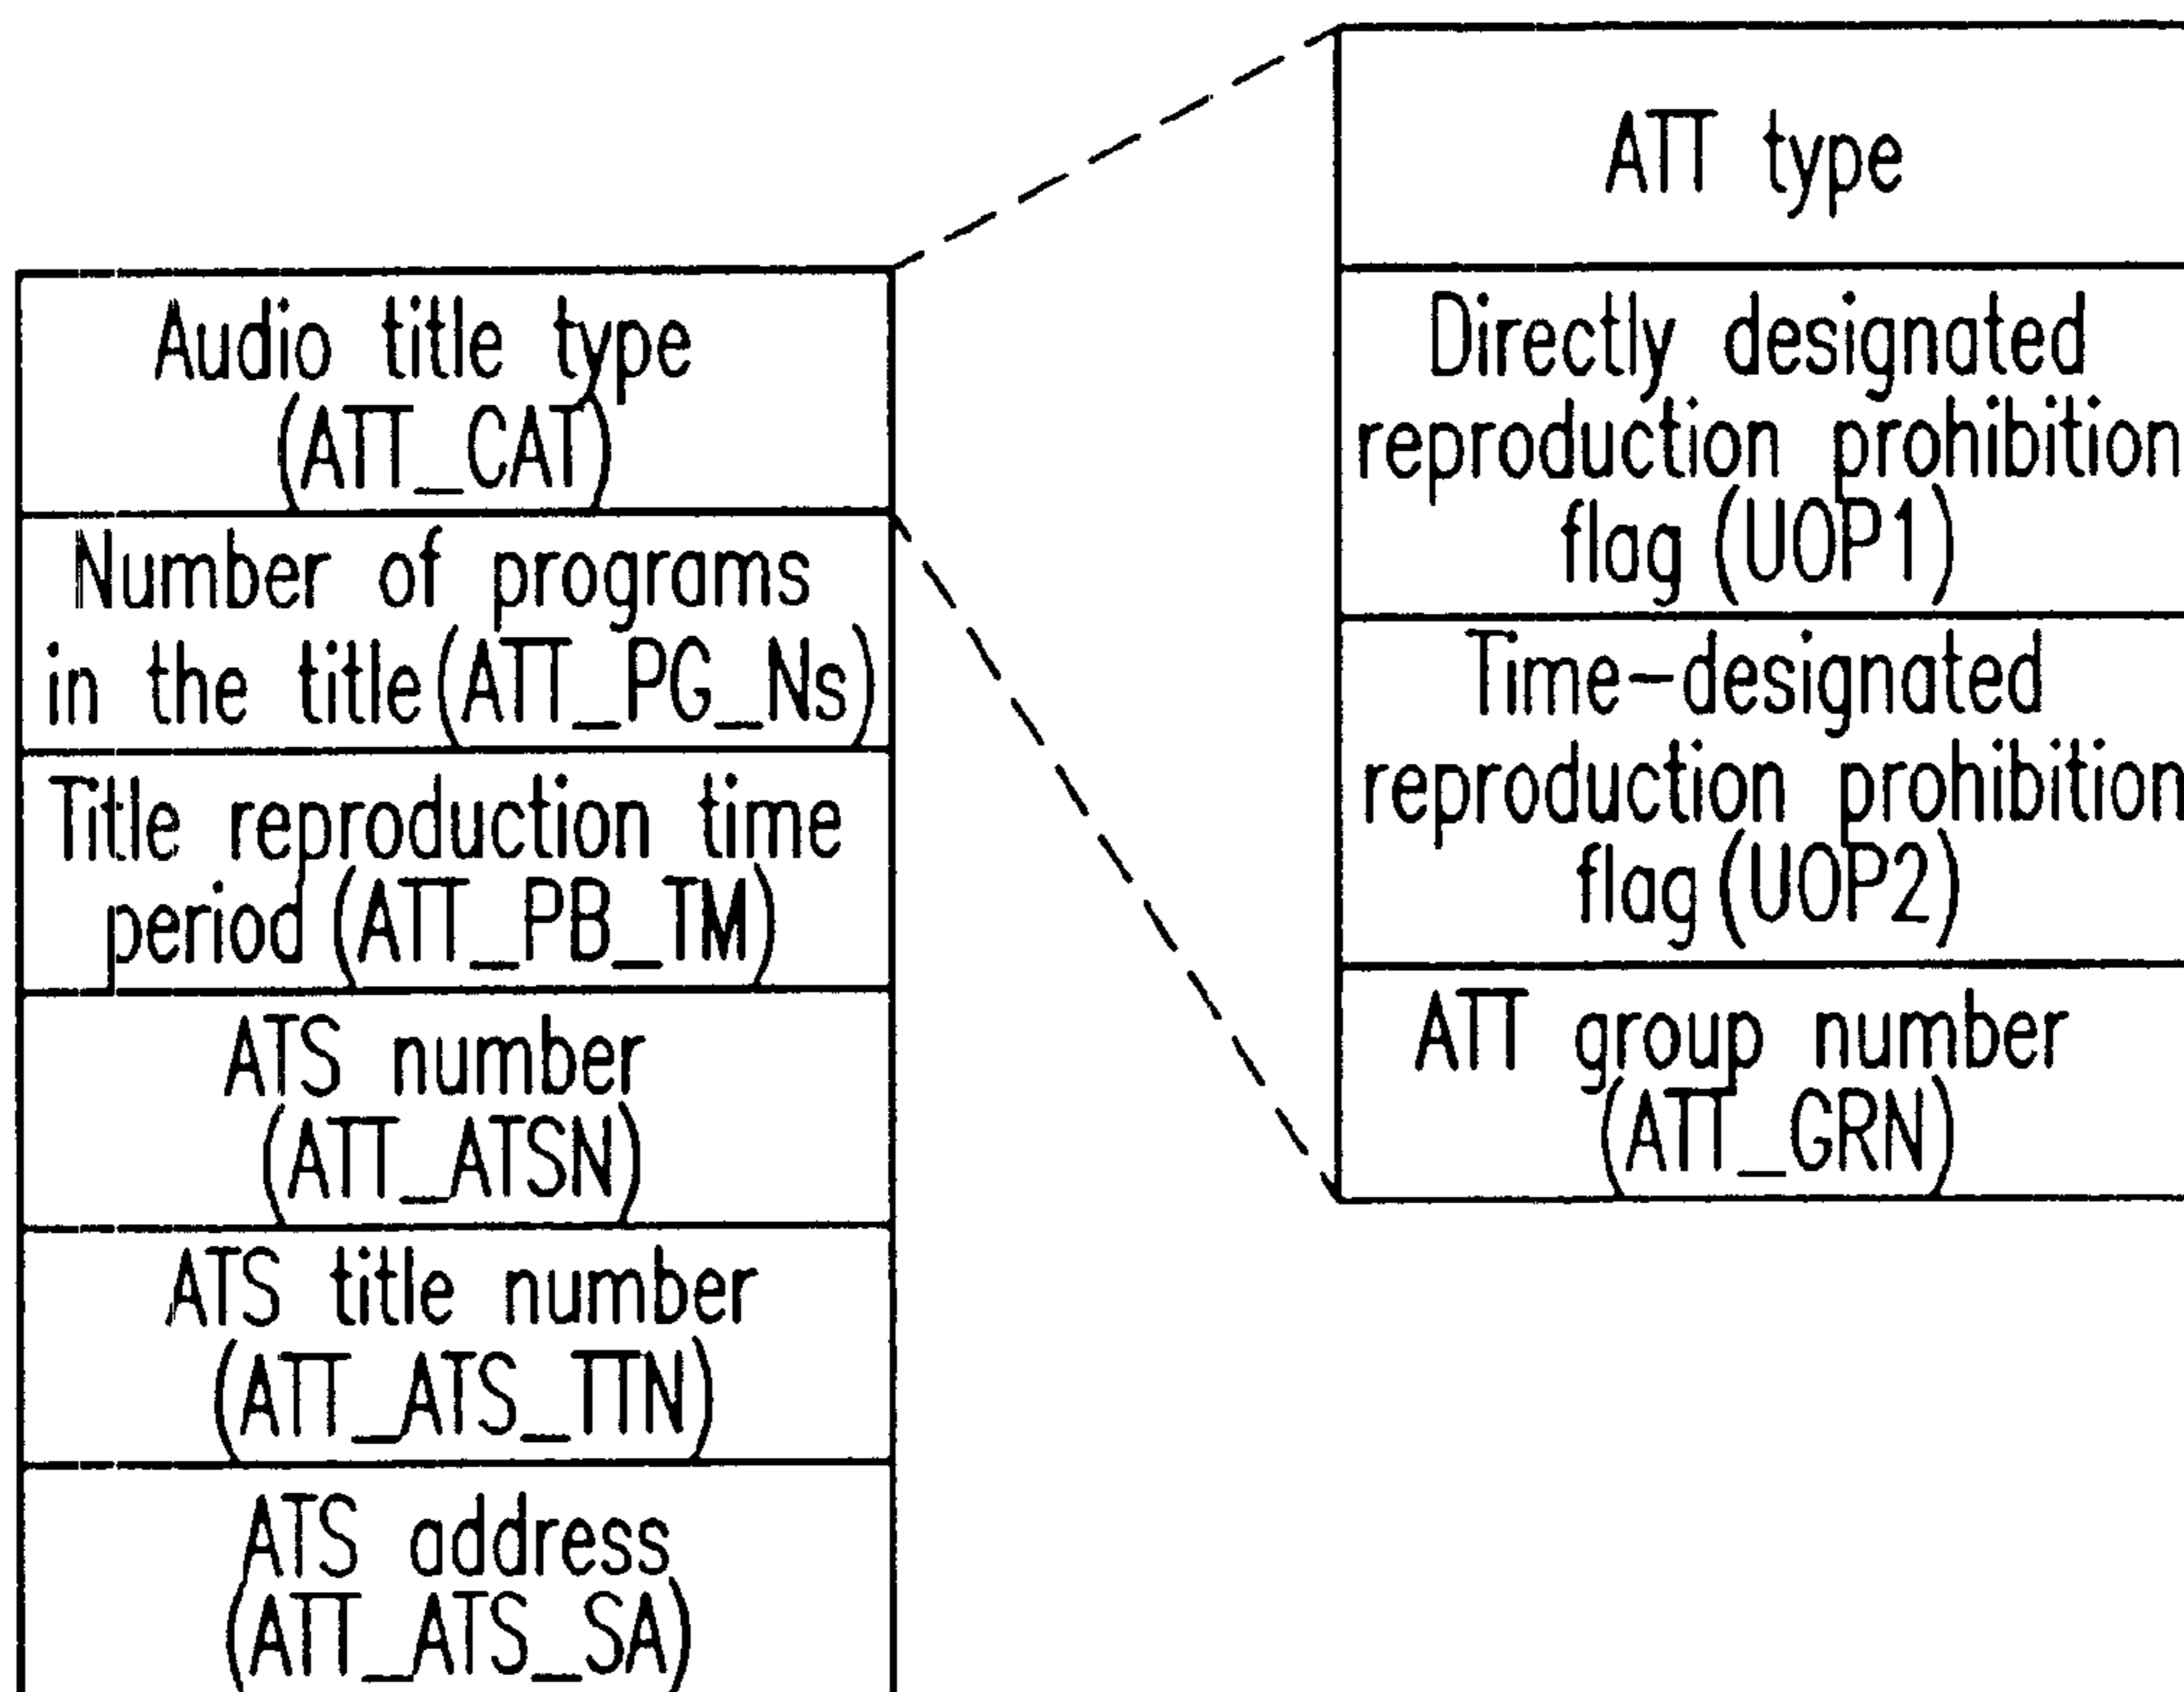 Audio title type
(ATT_CAT)
Number of programs
in the title (ATT_PG_Ns)
Title reproduction time
period (ATT_PB_TM)
ATS number
(ATT_ATSN)
ATS title number
(ATT_ATS_TTN)
ATS address
(ATT_ATS_SA)
ATT type
Directly designated
reproduction prohibition
flag (UOP1)
Time-designated
reproduction prohibition
flag (UOP2)
ATT group number
(ATT_GRN)